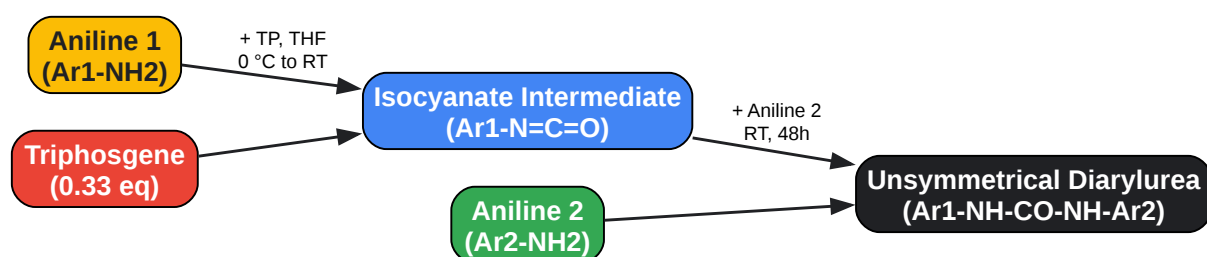 Aniline 1
(Ar1-NH2)
+ TP, THF
0 °C to RT
Triphosgene
(0.33 eq)
Isocyanate Intermediate
(Ar1-N=C=O)
+ Aniline 2
RT, 48h
Aniline 2
(Ar2-NH2)
Unsymmetrical Diarylurea
(Ar1-NH-CO-NH-Ar2)